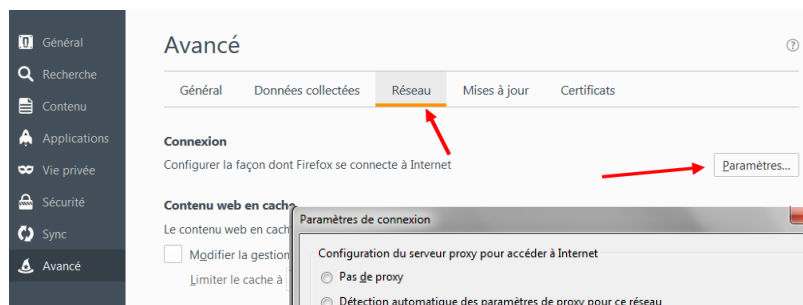 Général
Recherche
Contenu
Applications
Vie privée
Sécurité
Sync
Avancé
Avancé
Général Données collectées Réseau Mises à jour Certificats
Connexion
Configurer la façon dont Firefox se connecte à Internet
Paramètres...
Contenu web en cache
Le contenu web en cach
Modifier la gestion
Limiter le cache à
Paramètres de connexion
Configuration du serveur proxy pour accéder à Internet
Pas de proxy
Détection automatique des paramètres de proxy pour ce réseau